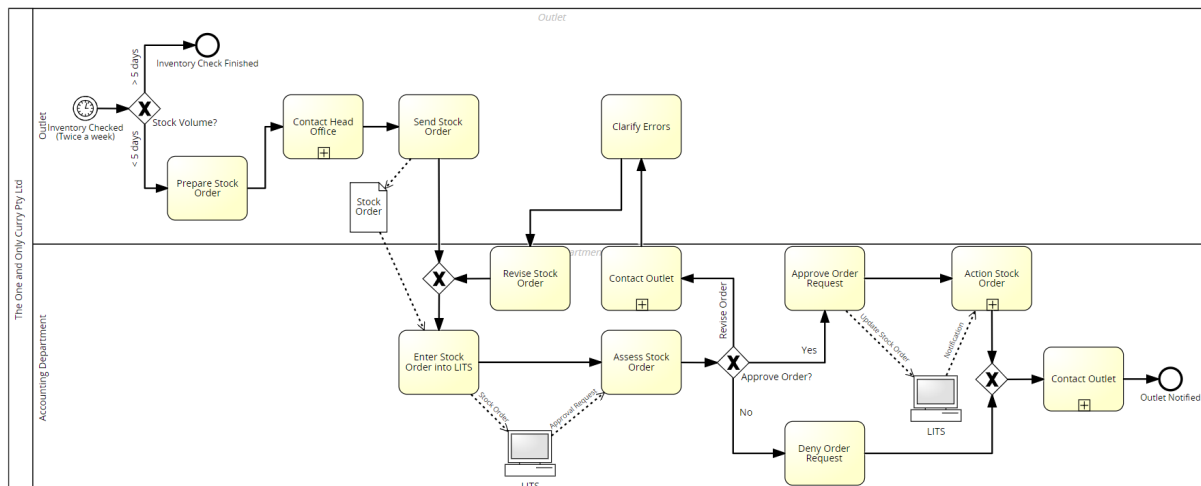 The One and Only Curry Pty Ltd
Outlet
Outlet
> 5 days
Inventory Check Finished
Inventory Checked
(Twice a week)
Stock Volume?
< 5 days
Prepare Stock
Order
Contact Head
Office
Send Stock
Order
Clarify Errors
Stock
Order
Accounting Department
Revise Stock
Order
Contact Outlet
Revise Order
Approve Order
Request
Action Stock
Order
Enter Stock
Order into LITS
Assess Stock
Order
Approve Order?
Yes
No
Update Stock Order
Notification
LITS
Contact Outlet
Outlet Notified
Stock Order
Approval Request
LITS
Deny Order
Request